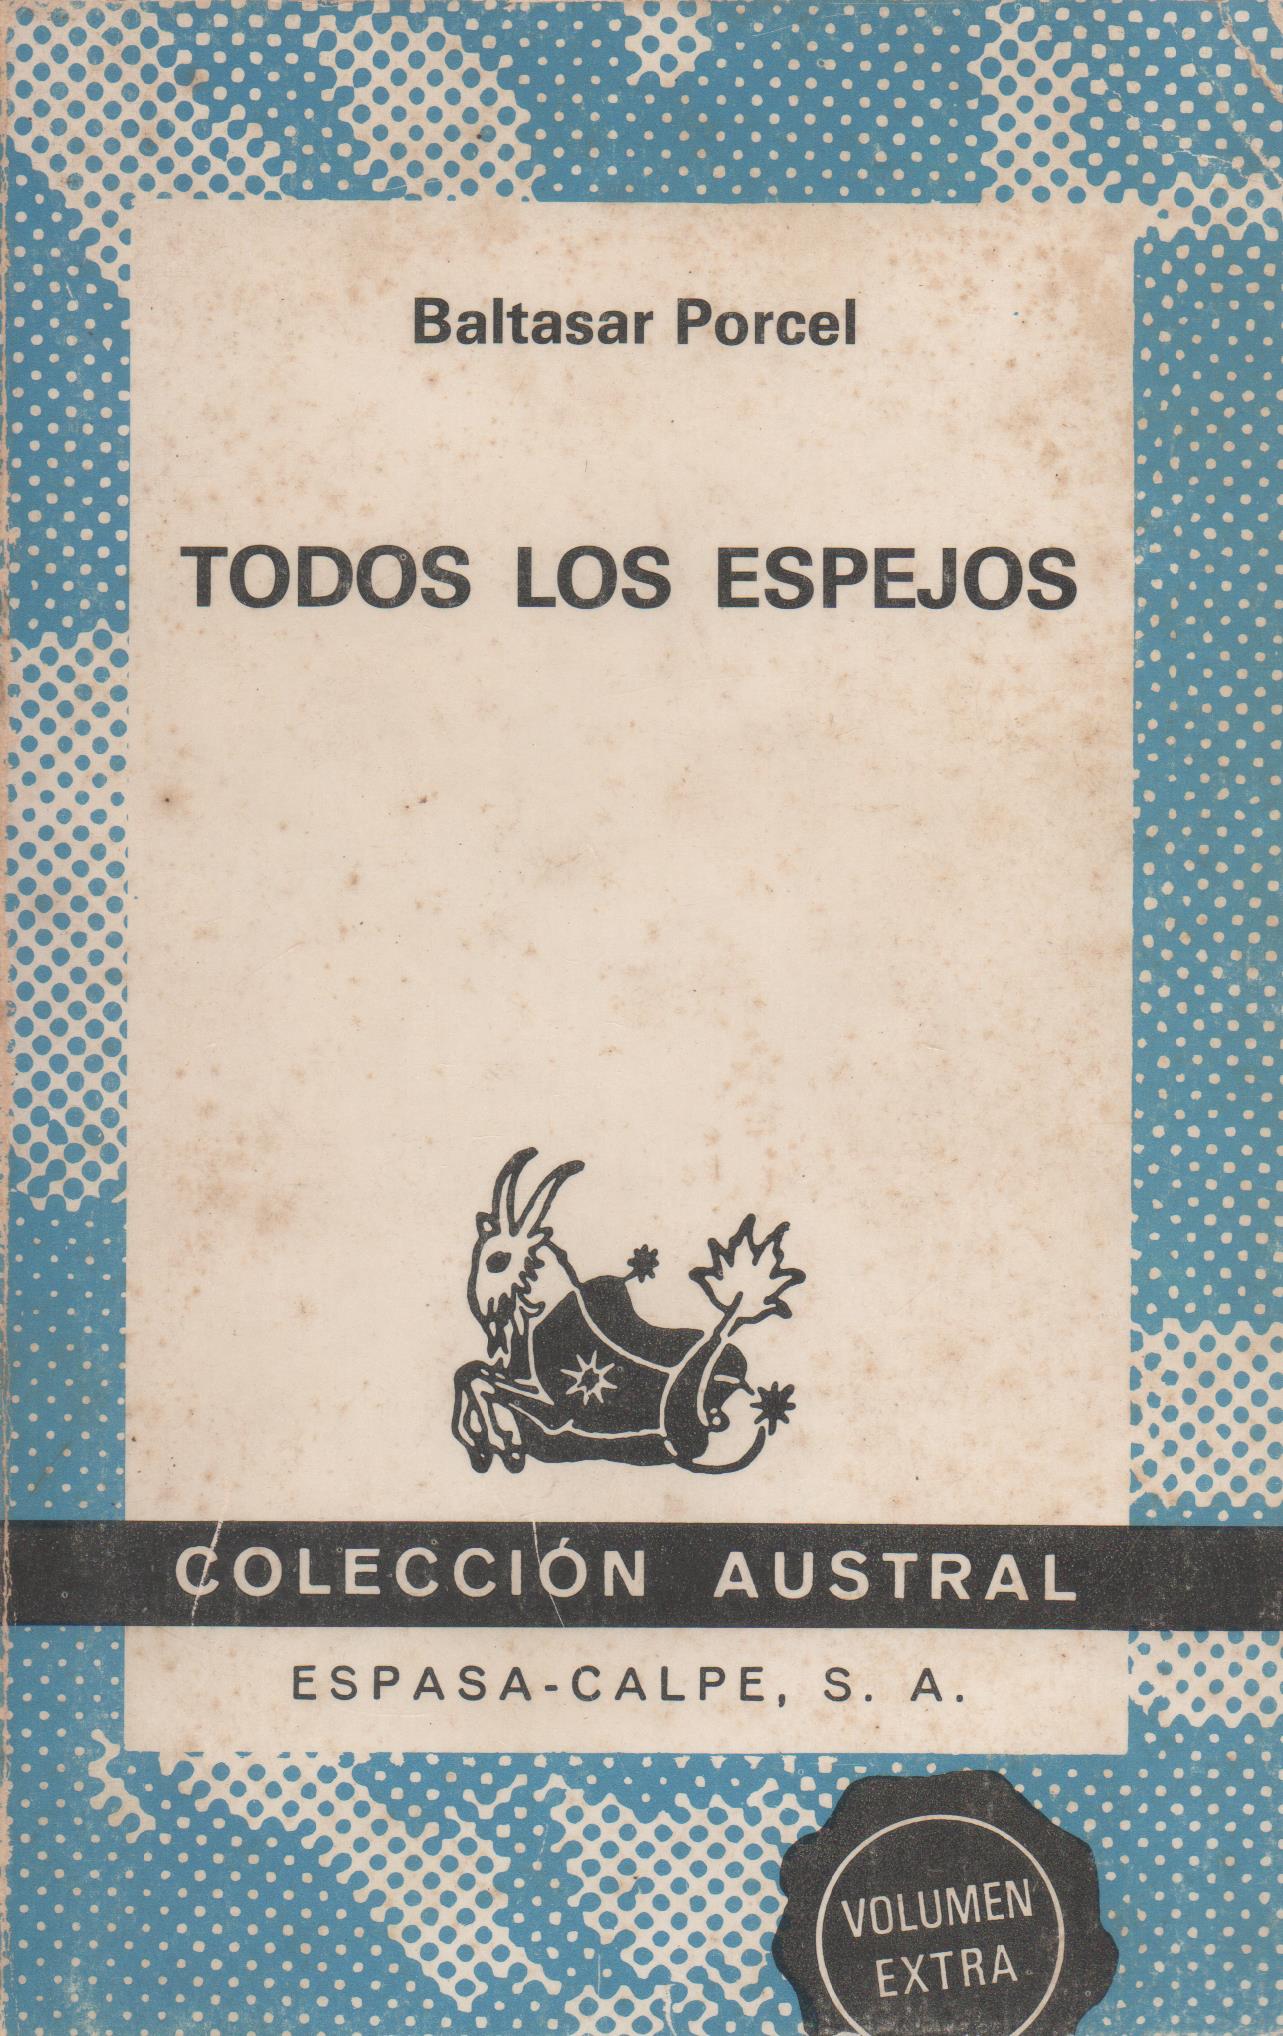 Baltasar Porcel
TODOS LOS ESPEJOS
COLECCIÓN AUSTRAL
ESPASA-CALPE, S. A.
VOLUMEN
EXTRA